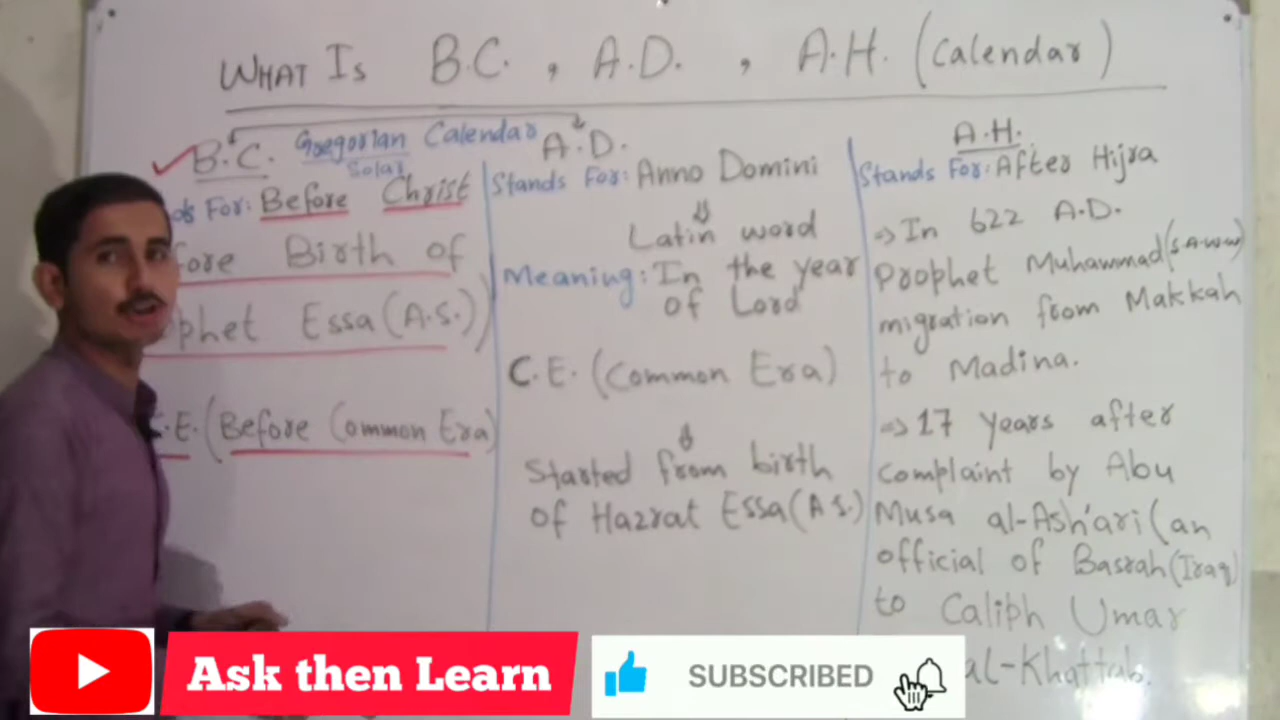 WHAT IS B.C. , A.D. , A.H. (Calendar)
Gregorian Calendar
Solar
B.C.
For: Before Christ
Birth of
Essa (A.S.))
.E. (Before Common Era)
A.D.
Stands For: Anno Domini
Latin word
Meaning: In the year
of Lord
C.E. (Common Era)
Started from birth
of Hazrat Essa (A.S.)
A.H.
Stands For: After Hijra
⇒ In 622 A.D.
Prophet Muhammad (S.A.W.W)
migration from Makkah
to Madina.
⇒ 17 years after
complaint by Abu
Musa al-Ash'ari (an
official of Basrah (Iraq)
to Caliph Umar
al-Khattab.
Ask then Learn
SUBSCRIBED